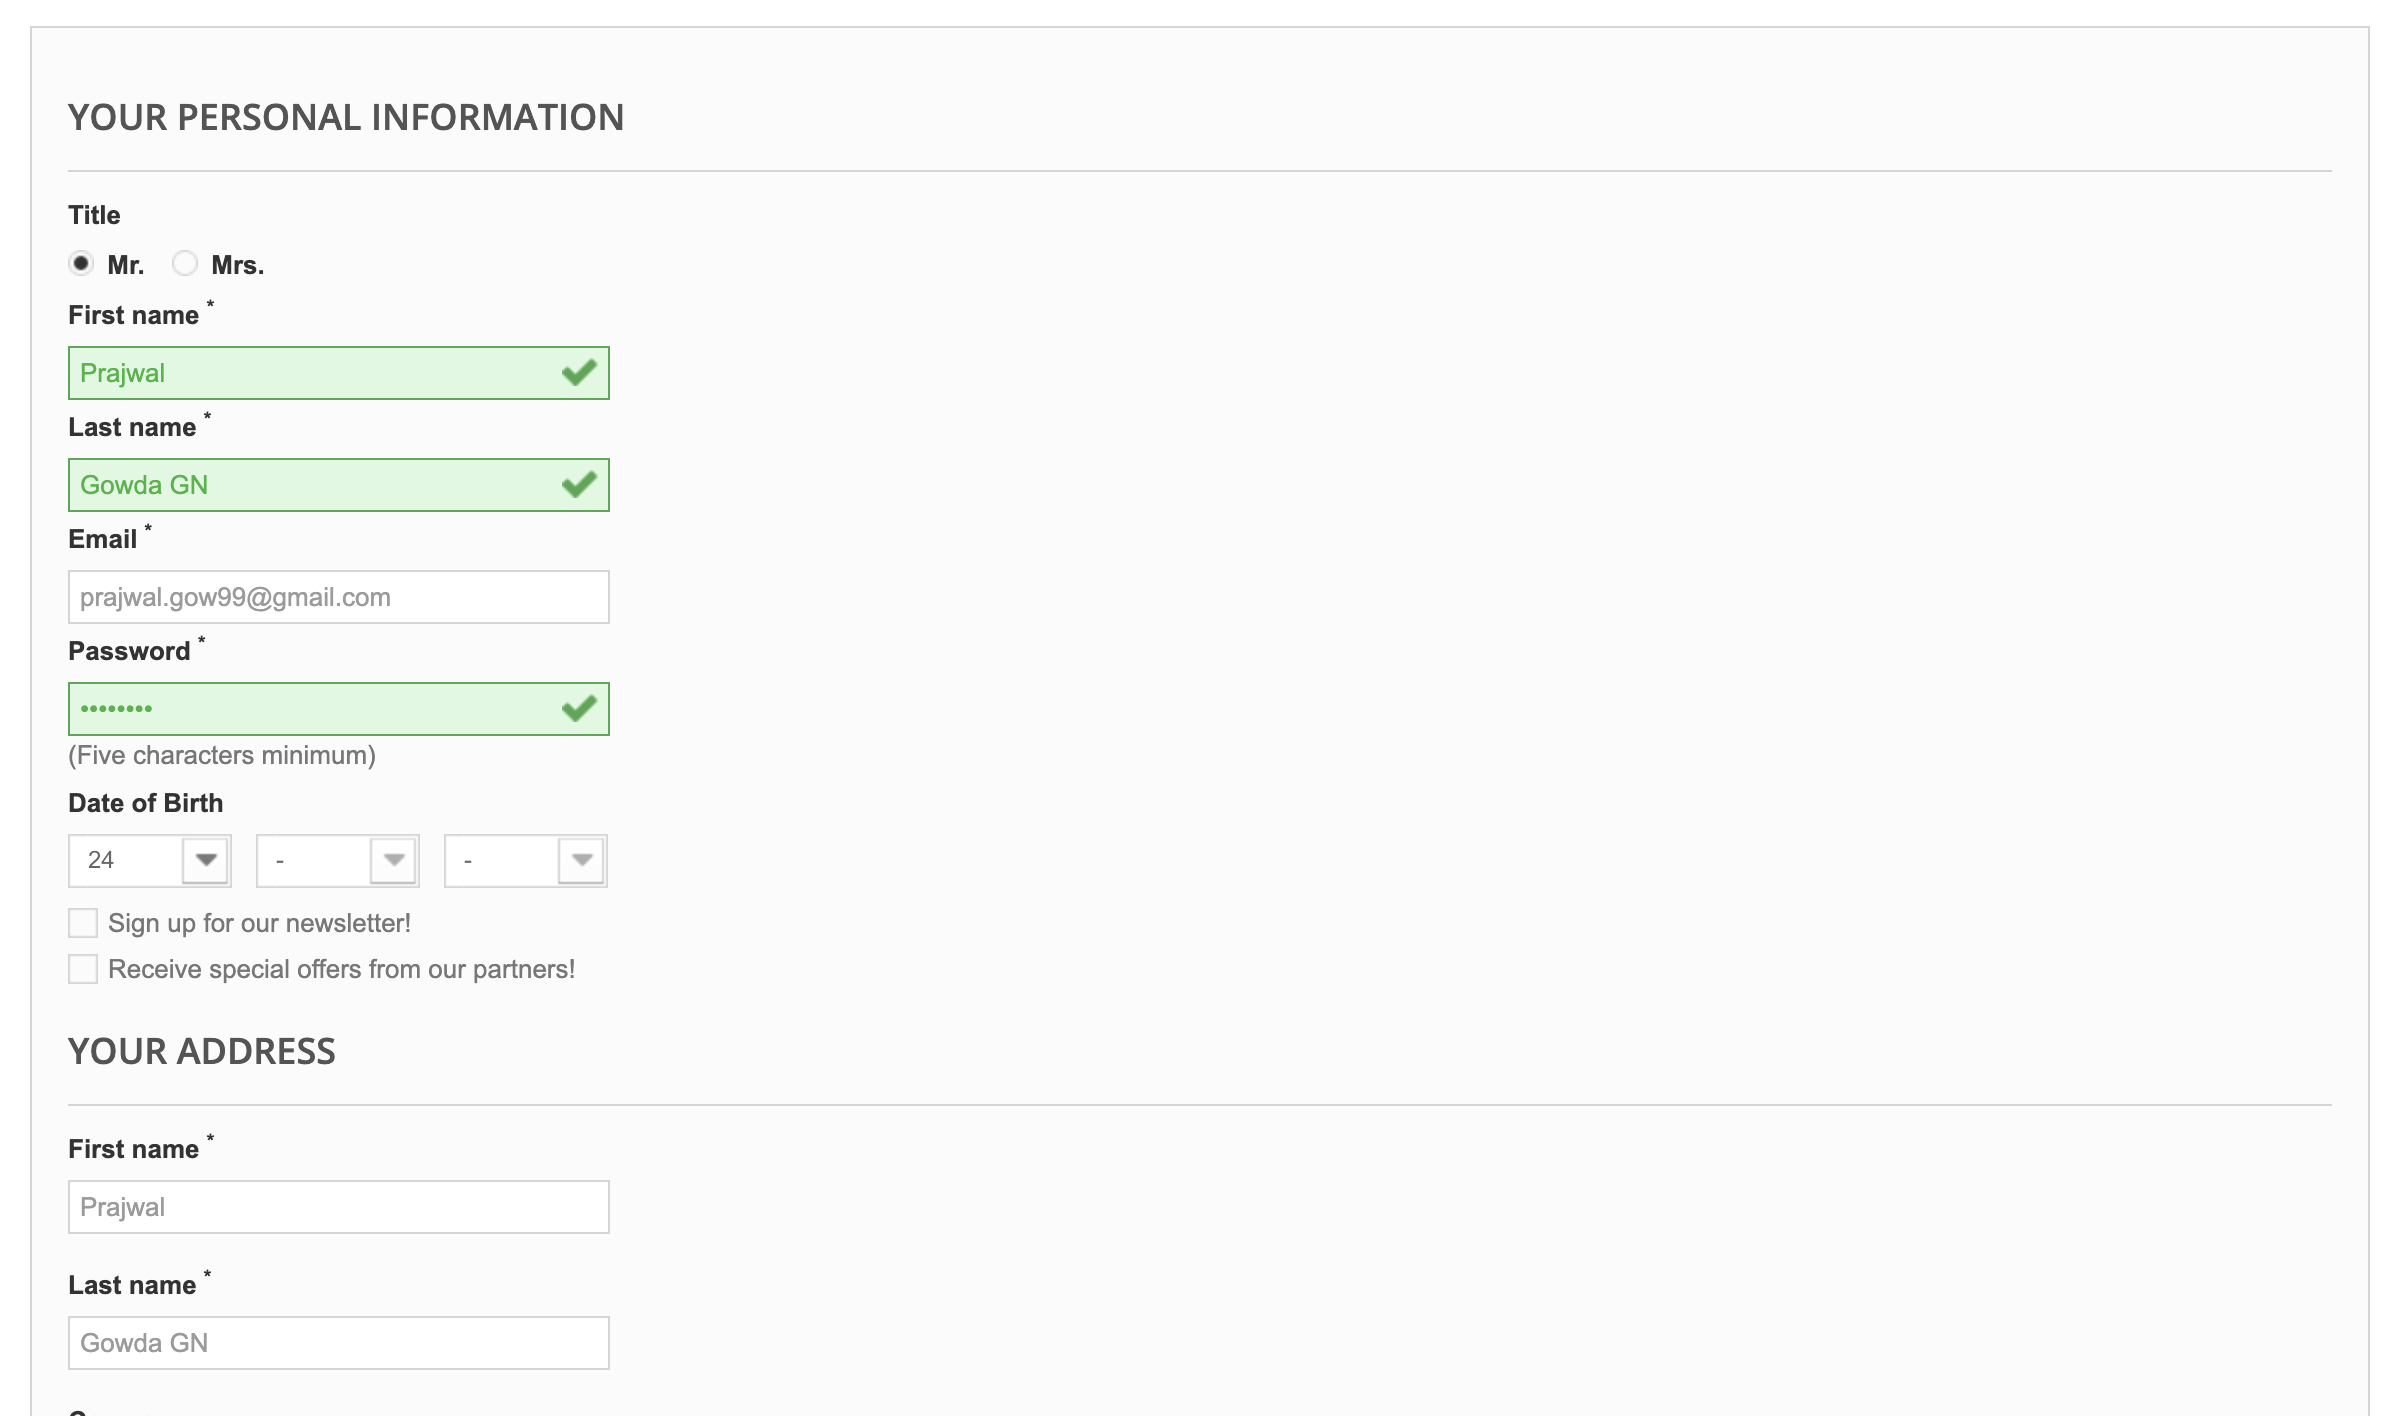 YOUR PERSONAL INFORMATION
Title
Mr. Mrs.
First name *
Prajwal
Last name *
Gowda GN
Email *
prajwal.gow99@gmail.com
Password *
••••••••
(Five characters minimum)
Date of Birth
24 - -
Sign up for our newsletter!
Receive special offers from our partners!
YOUR ADDRESS
First name *
Prajwal
Last name *
Gowda GN